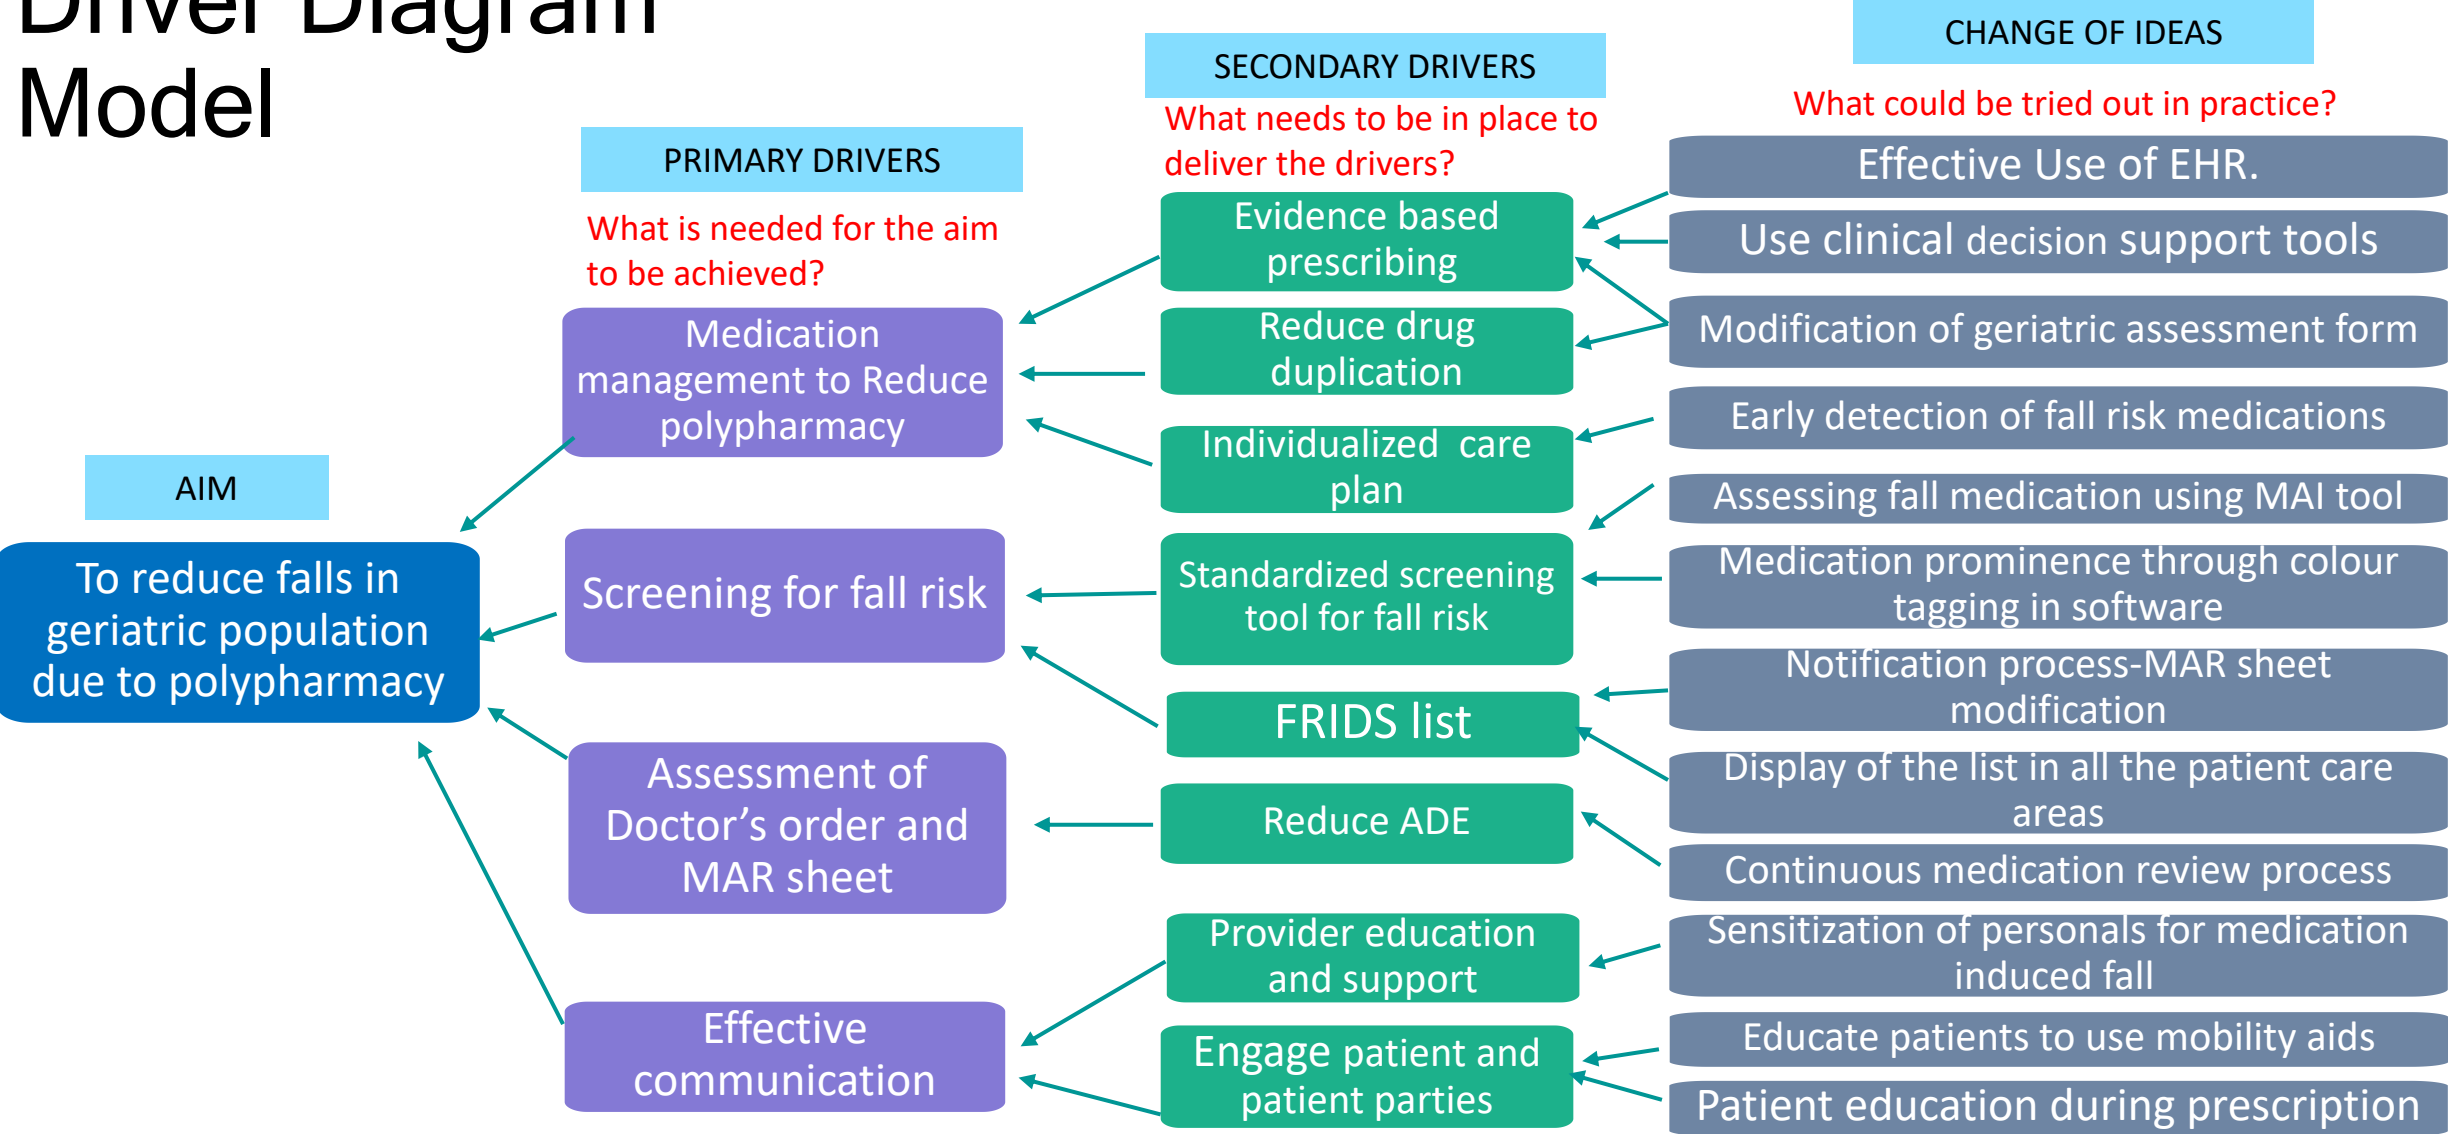 Driver Diagram
Model
AIM
To reduce falls in
geriatric population
due to polypharmacy
PRIMARY DRIVERS
What is needed for the aim
to be achieved?
Medication
management to Reduce
polypharmacy
Screening for fall risk
Assessment of
Doctor’s order and
MAR sheet
Effective
communication
SECONDARY DRIVERS
What needs to be in place to
deliver the drivers?
Evidence based
prescribing
Reduce drug
duplication
Individualized care
plan
Standardized screening
tool for fall risk
FRIDS list
Reduce ADE
Provider education
and support
Engage patient and
patient parties
CHANGE OF IDEAS
What could be tried out in practice?
Effective Use of EHR.
Use clinical decision support tools
Modification of geriatric assessment form
Early detection of fall risk medications
Assessing fall medication using MAI tool
Medication prominence through colour
tagging in software
Notification process-MAR sheet
modification
Display of the list in all the patient care
areas
Continuous medication review process
Sensitization of personals for medication
induced fall
Educate patients to use mobility aids
Patient education during prescription